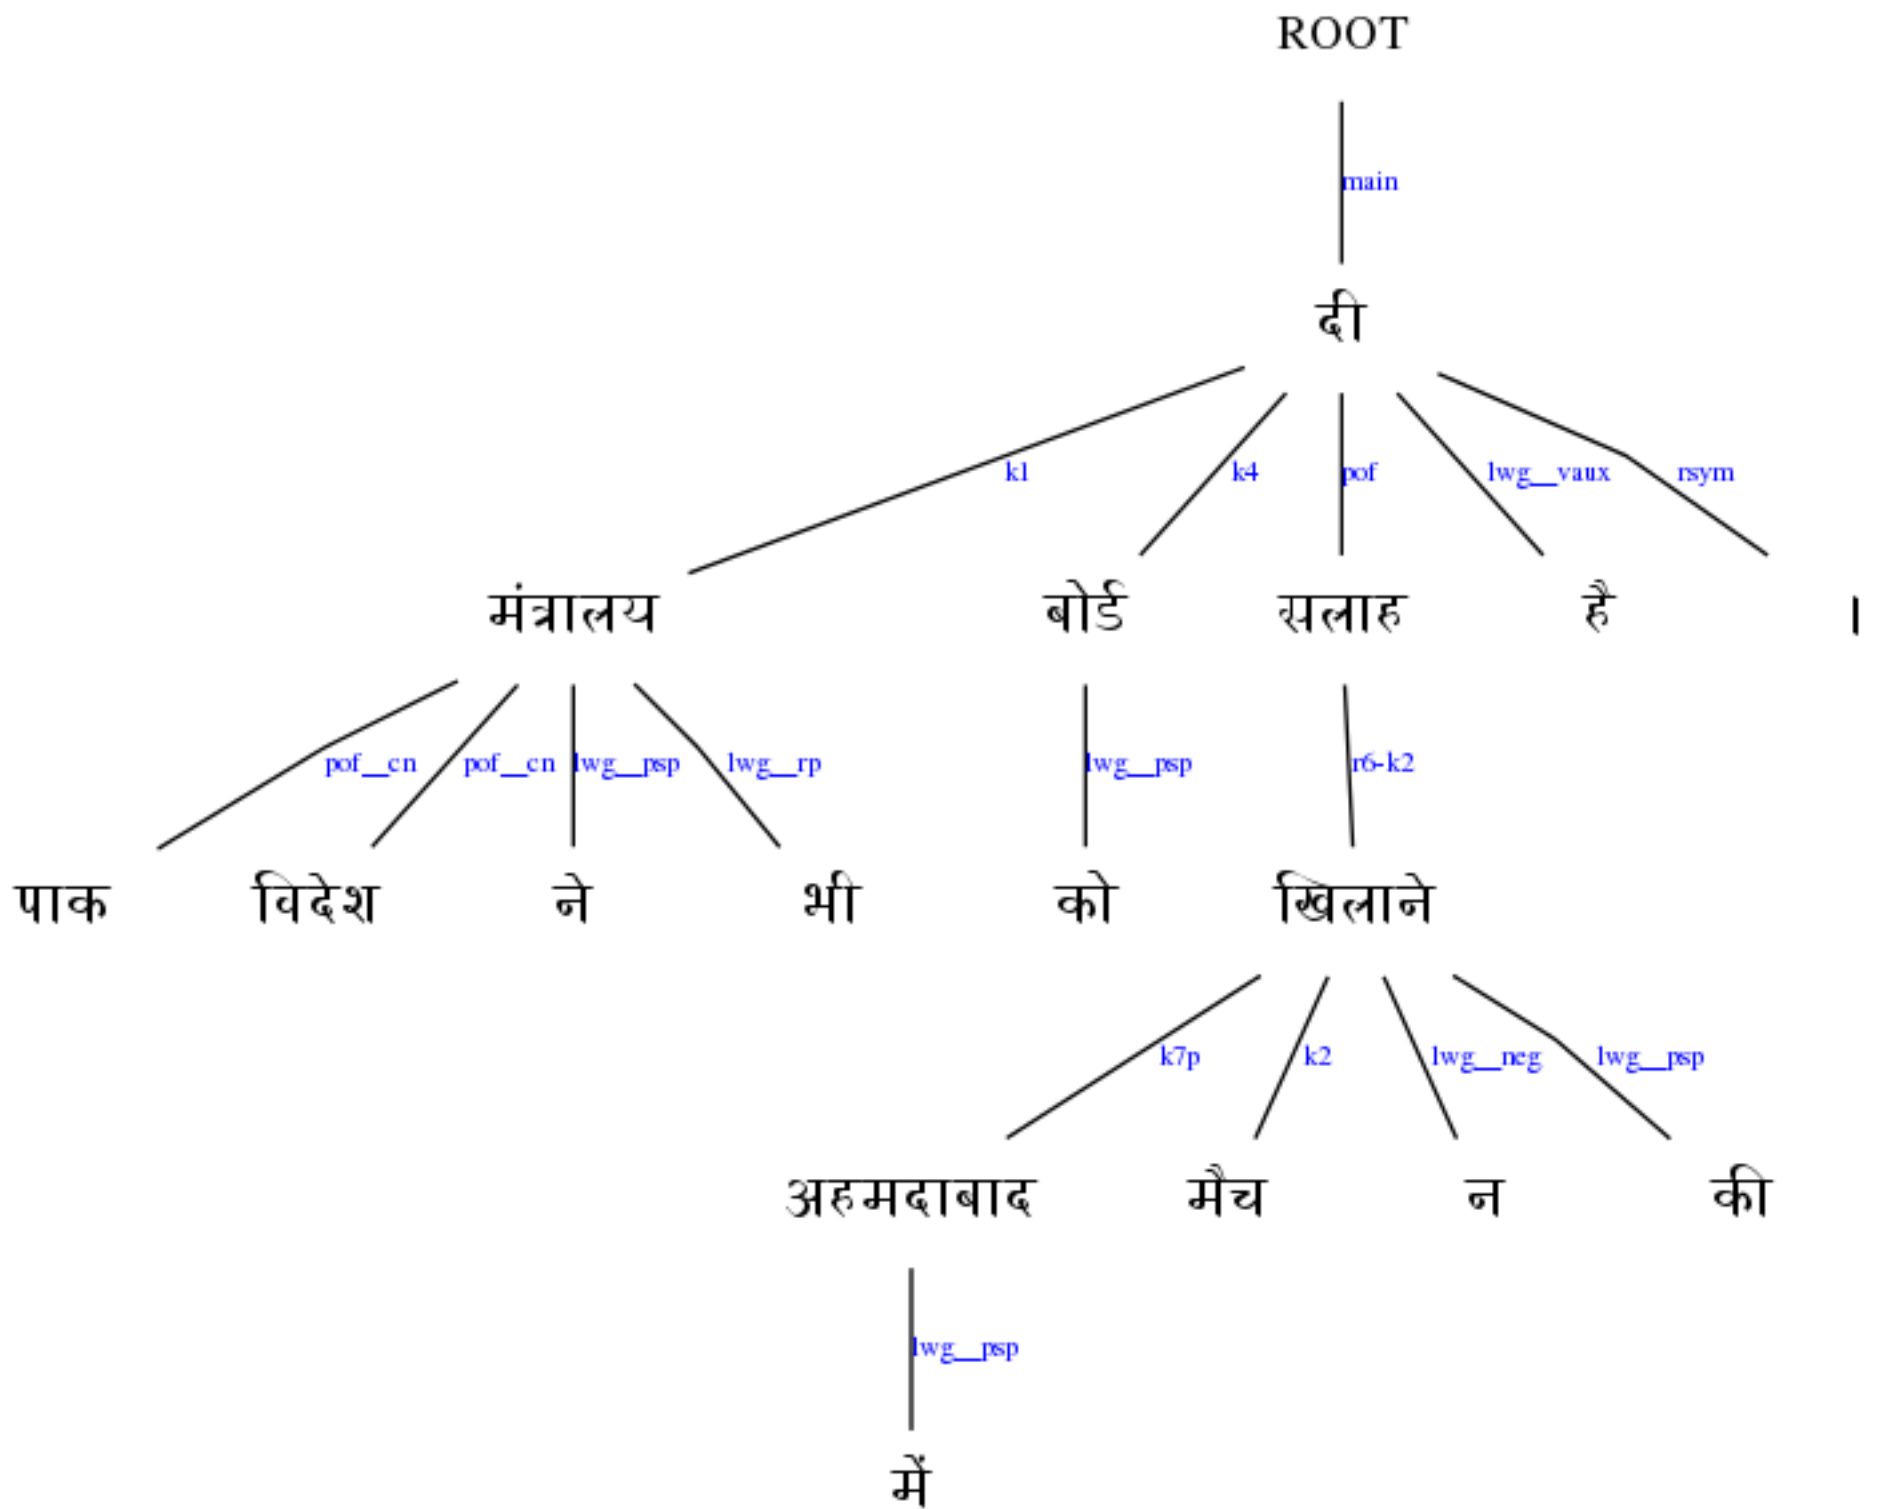 ROOT
main
दी
k1 k4 pof lwg__vaux rsym
मंत्रालय बोर्ड सलाह है ।
pof__cn pof__cn lwg__psp lwg__rp lwg__psp r6-k2
पाक विदेश ने भी को खिलाने
k7p k2 lwg__neg lwg__psp
अहमदाबाद मैच न की
lwg__psp
में